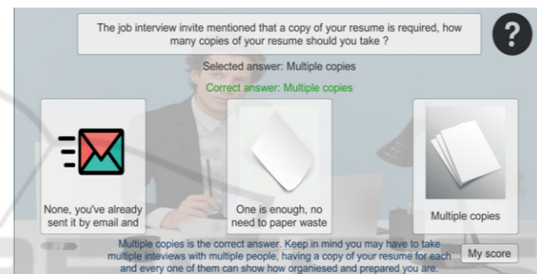 The job interview invite mentioned that a copy of your resume is required, how
many copies of your resume should you take ?
?
Selected answer: Multiple copies
Correct answer: Multiple copies
None, you've already
sent it by email and
One is enough, no
need to paper waste
Multiple copies
Multiple copies is the correct answer. Keep in mind you may have to take
multiple inteviews with multiple people, having a copy of your resume for each
and every one of them can show how organiesed and prepared you are.
My score